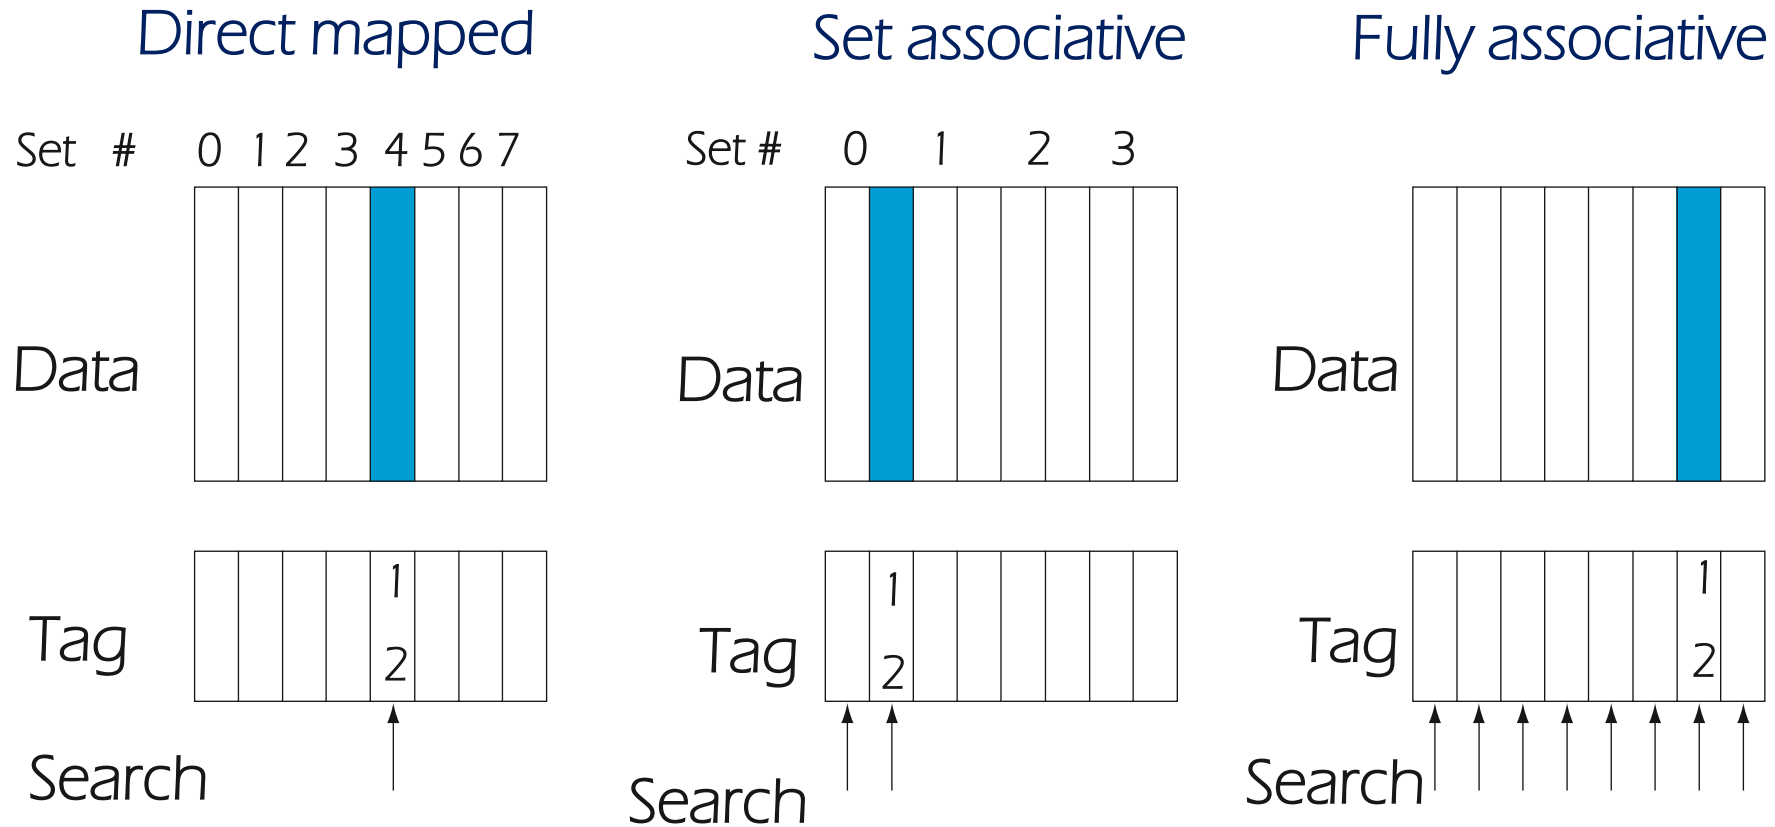 Direct mapped
Set associative
Fully associative
Set # 0 1 2 3 4 5 6 7
Set # 0 1 2 3
Data
Data
Data
Tag
1
2
Tag
1
2
Tag
1
2
Search
Search
Search